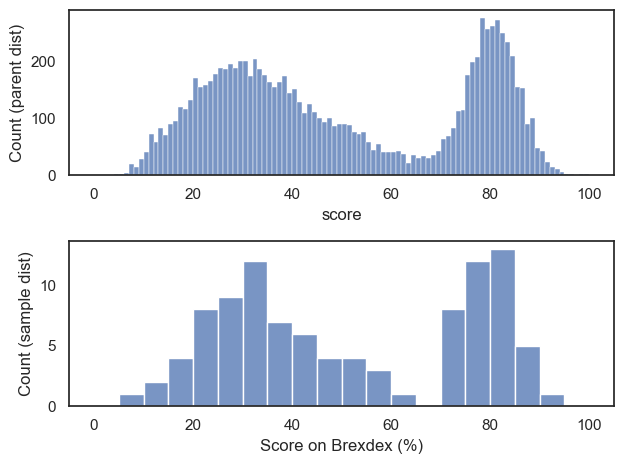 Count (parent dist)
200
100
0
0 20 40 60 80 100
score
Count (sample dist)
10
5
0
0 20 40 60 80 100
Score on Brexdex (%)